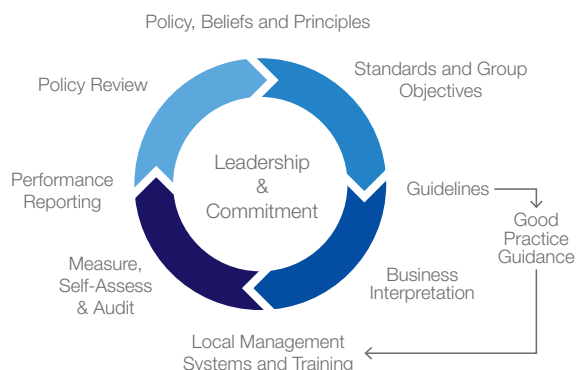 Policy, Beliefs and Principles
Standards and Group
Objectives
Guidelines
Good
Practice
Guidance
Business
Interpretation
Local Management
Systems and Training
Measure,
Self-Assess
& Audit
Performance
Reporting
Policy Review
Leadership
&
Commitment